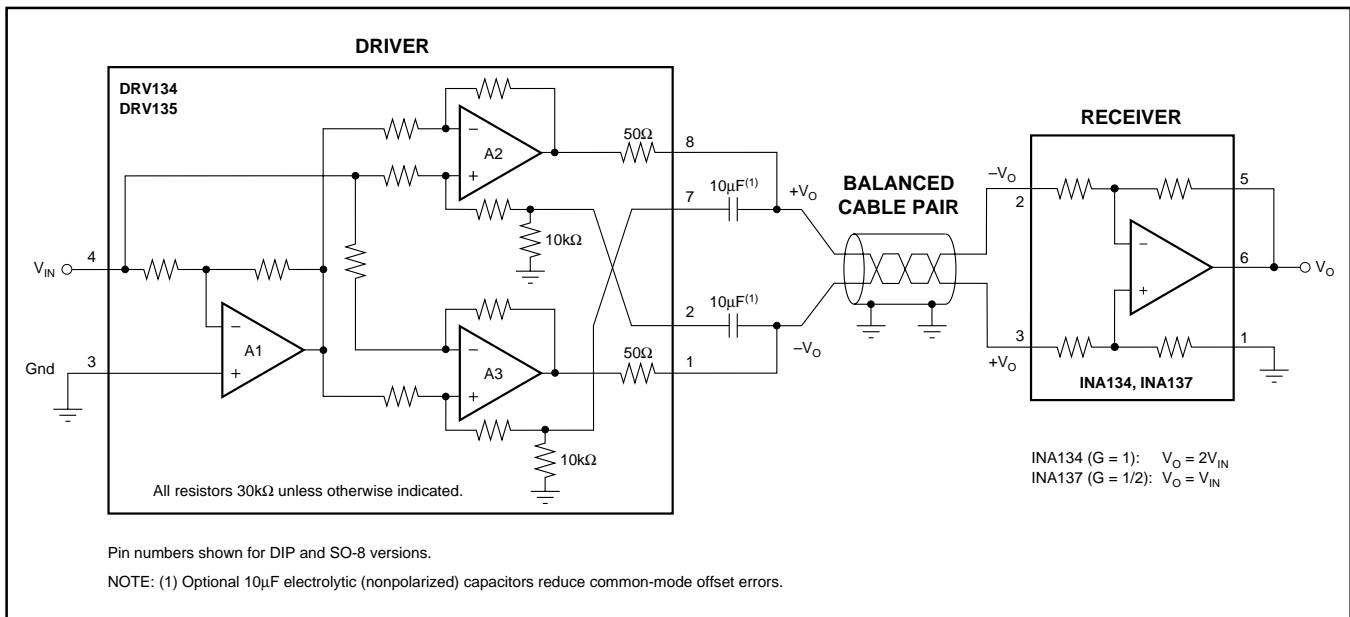 DRIVER
DRV134
DRV135
A2
−
+
50Ω
8
7
10µF(1)
+VO
10kΩ
VIN
4
A1
−
+
Gnd
3
A3
−
+
2
10µF(1)
−VO
50Ω
1
10kΩ
All resistors 30kΩ unless otherwise indicated.
BALANCED
CABLE PAIR
RECEIVER
−VO
2
5
−
+
6
VO
3
+VO
1
INA134, INA137
INA134 (G = 1): VO = 2VIN
INA137 (G = 1/2): VO = VIN
Pin numbers shown for DIP and SO-8 versions.
NOTE: (1) Optional 10µF electrolytic (nonpolarized) capacitors reduce common-mode offset errors.